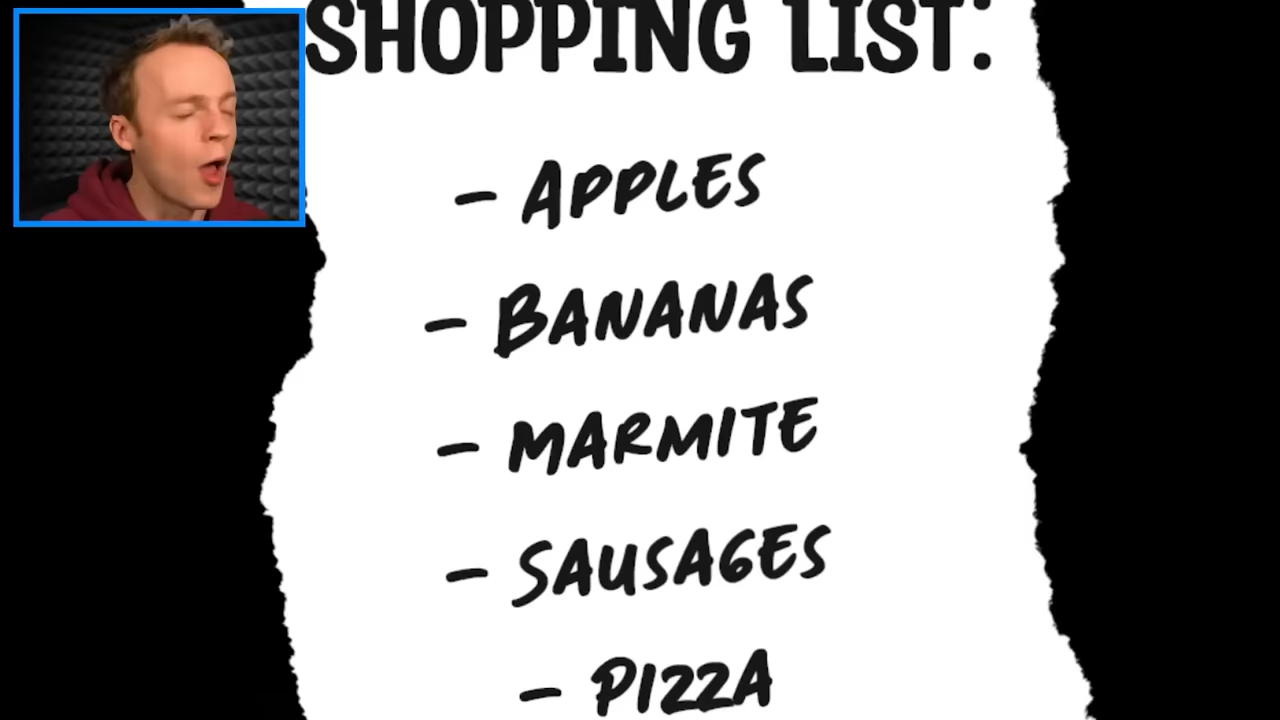 SHOPPING LIST:
- APPLES
- BANANAS
- MARMITE
- SAUSAGES
- PIZZA